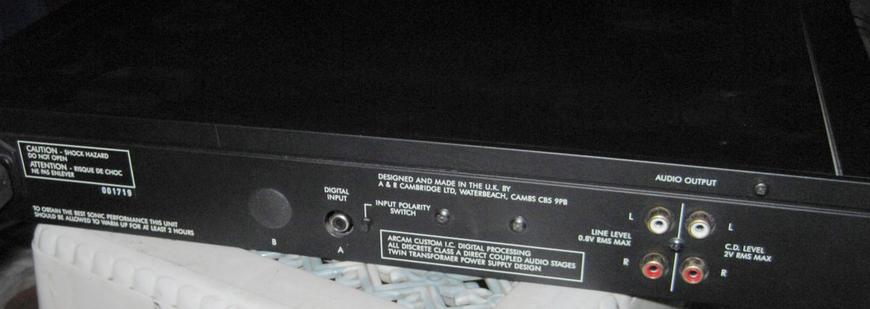 CAUTION - SHOCK HAZARD
DO NOT OPEN
ATTENTION - RISQUE DE CHOC
NE PAS ENLEVER
001719
TO OBTAIN THE BEST SONIC PERFORMANCE THIS UNIT
SHOULD BE ALLOWED TO WARM UP FOR AT LEAST 2 HOURS
B
DIGITAL
INPUT
A
INPUT POLARITY
SWITCH
DESIGNED AND MADE IN THE U.K. BY
A & R CAMBRIDGE LTD, WATERBEACH, CAMBS CB5 9PB
ARCAM CUSTOM I.C. DIGITAL PROCESSING
ALL DISCRETE CLASS A DIRECT COUPLED AUDIO STAGES
TWIN TRANSFORMER POWER SUPPLY DESIGN
AUDIO OUTPUT
L
LINE LEVEL
0.8V RMS MAX
R
L
C.D. LEVEL
2V RMS MAX
R